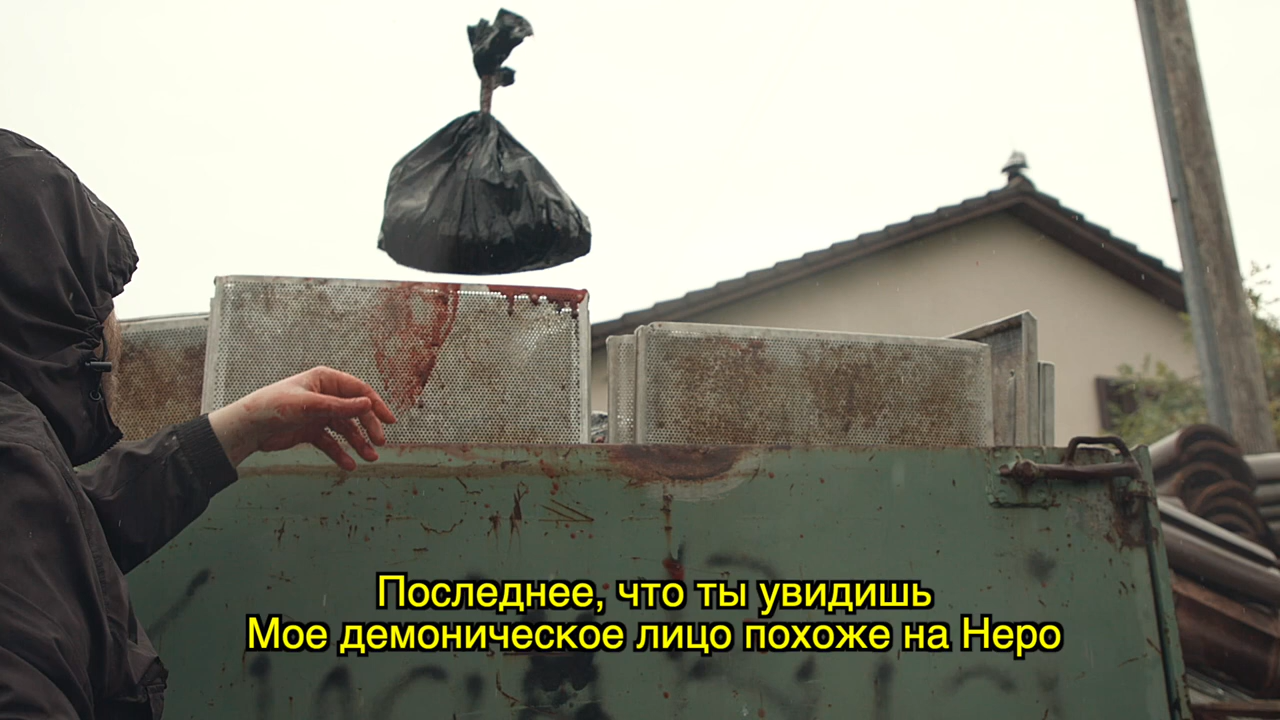 Последнее, что ты увидишь
Мое демоническое лицо похоже на Неро